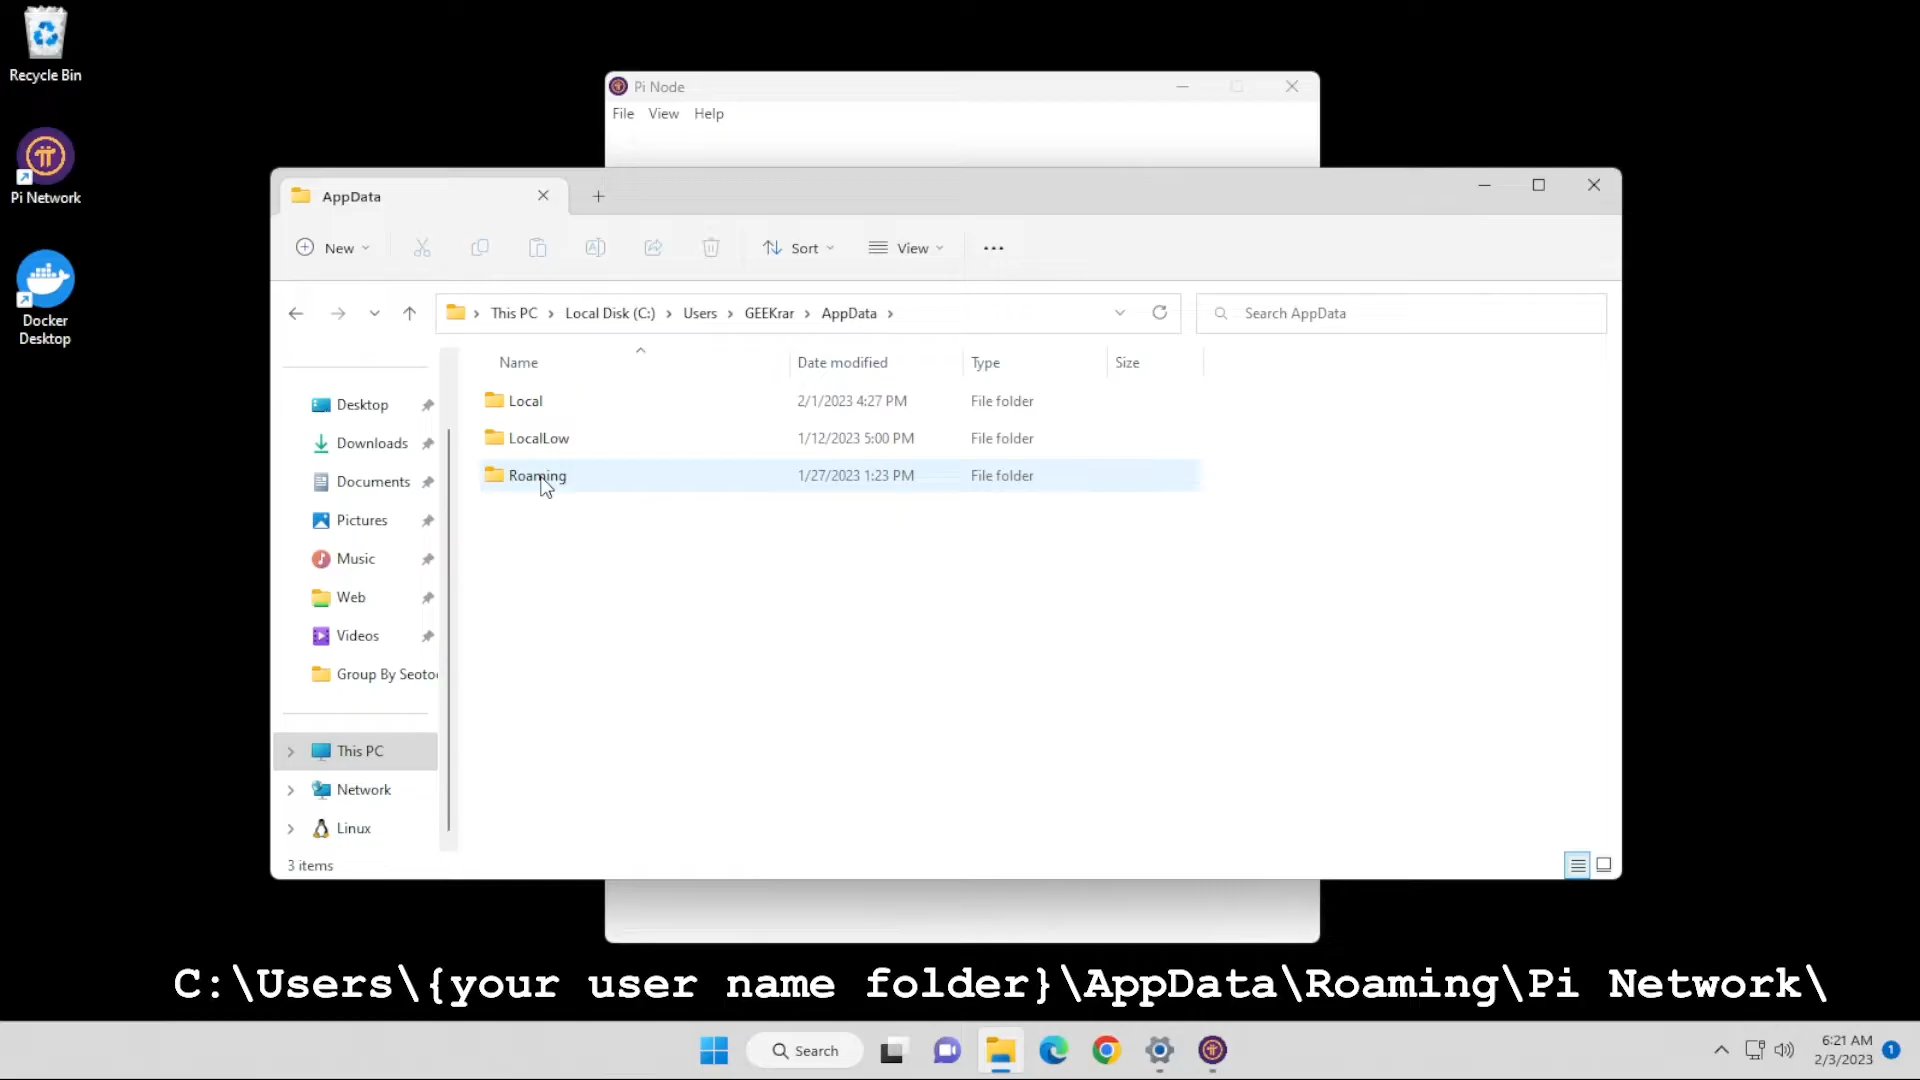 Recycle Bin
Pi Network
Docker
Desktop
Pi Node
File View Help
AppData
New
Sort
View
This PC
Local Disk (C:)
Users
GEEKrar
AppData
Search AppData
Name
Date modified
Type
Size
Local 2/1/2023 4:27 PM File folder
LocalLow 1/12/2023 5:00 PM File folder
Roaming 1/27/2023 1:23 PM File folder
Desktop
Downloads
Documents
Pictures
Music
Web
Videos
Group By Seotoo
This PC
Network
Linux
3 items
C:\Users\{your user name folder}\AppData\Roaming\Pi Network\
Search
6:21 AM
2/3/2023
1